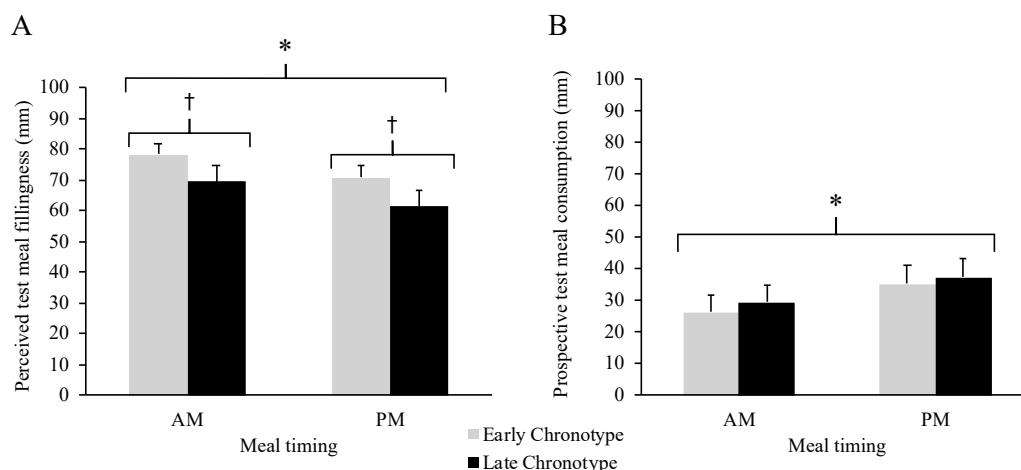 A
*
†
†
Perceived test meal fillingness (mm)
100
90
80
70
60
50
40
30
20
10
0
AM
PM
Meal timing
B
*
Prospective test meal consumption (mm)
100
90
80
70
60
50
40
30
20
10
0
AM
PM
Meal timing
Early Chronotype
Late Chronotype